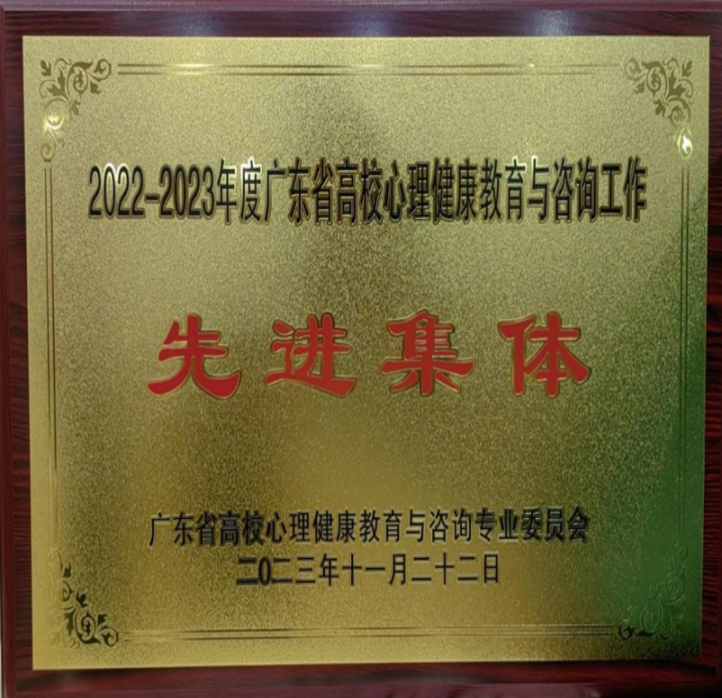 2022-2023年度广东省高校心理健康教育与咨询工作
先进集体
广东省高校心理健康教育与咨询专业委员会
二0二三年十一月二十二日